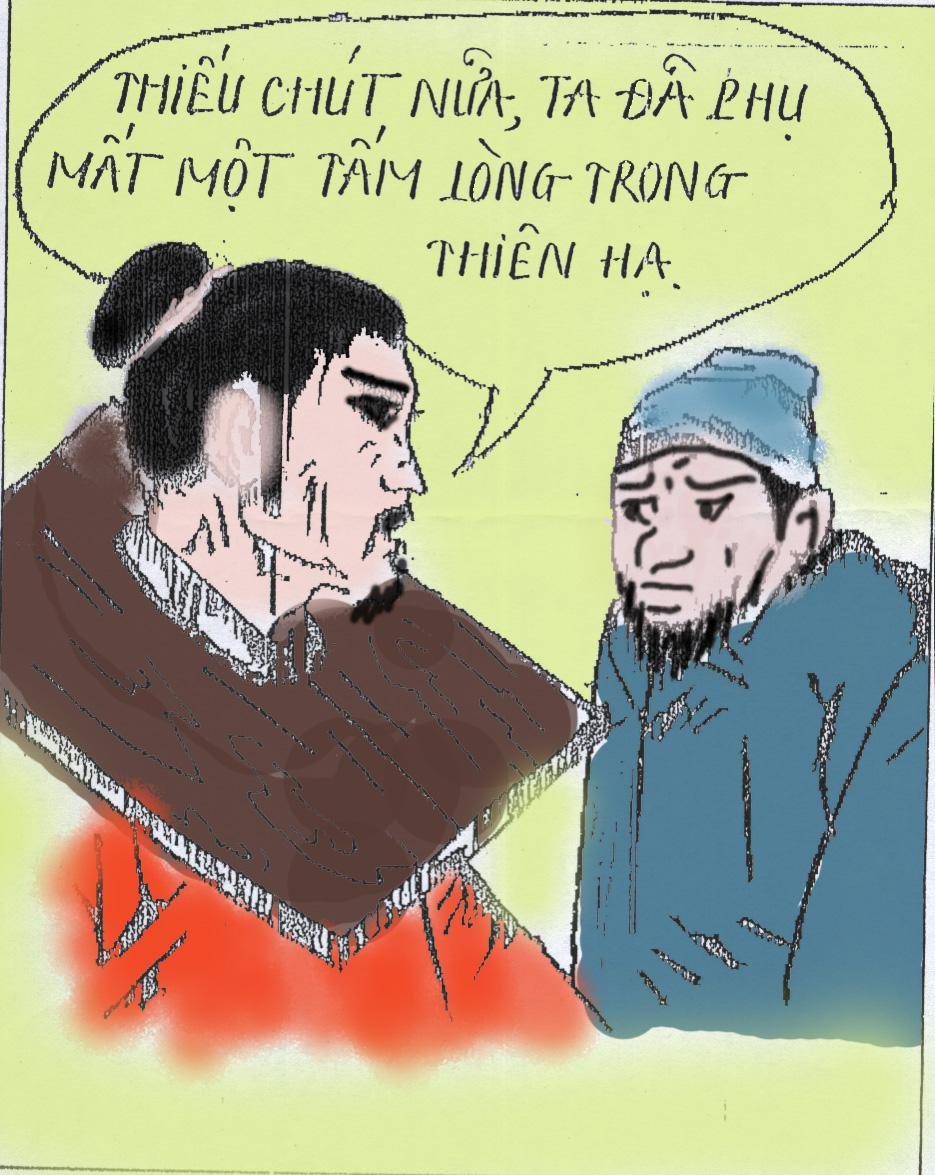 THIẾU CHÚT NỮA, TA ĐÃ PHỤ
MẤT MỘT TẤM LÒNG TRONG
THIÊN HẠ